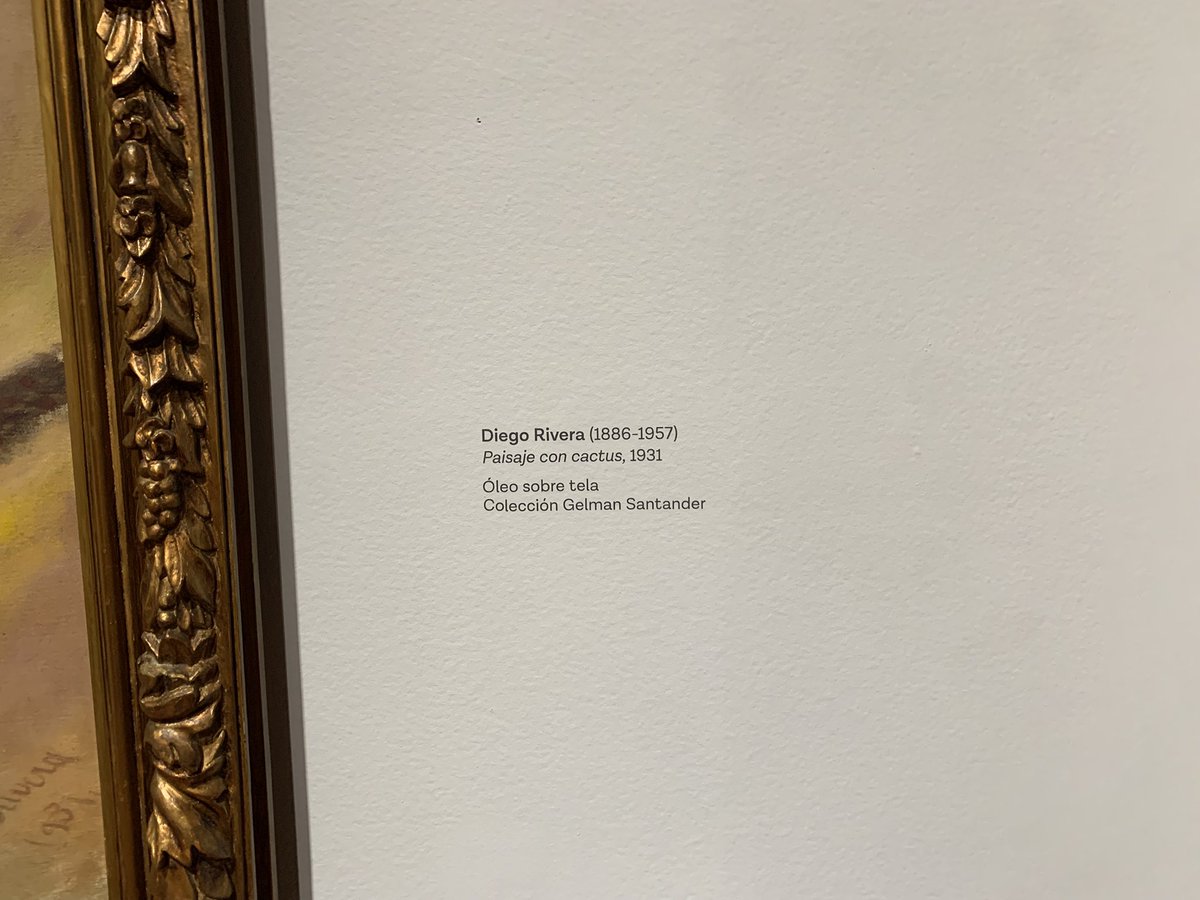 Diego Rivera (1886-1957)
Paisaje con cactus, 1931
Óleo sobre tela
Colección Gelman Santander